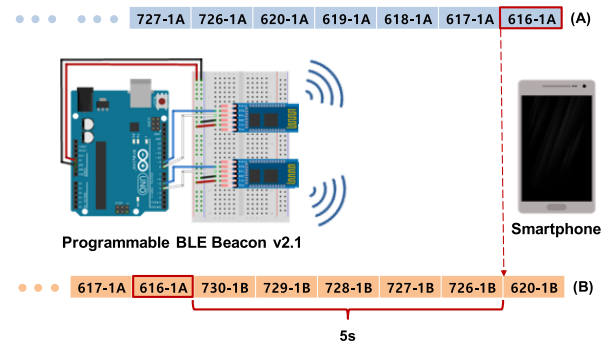 727-1A 726-1A 620-1A 619-1A 618-1A 617-1A 616-1A (A)
UNO
Programmable BLE Beacon v2.1
Smartphone
617-1A 616-1A 730-1B 729-1B 728-1B 727-1B 726-1B 620-1B (B)
5s